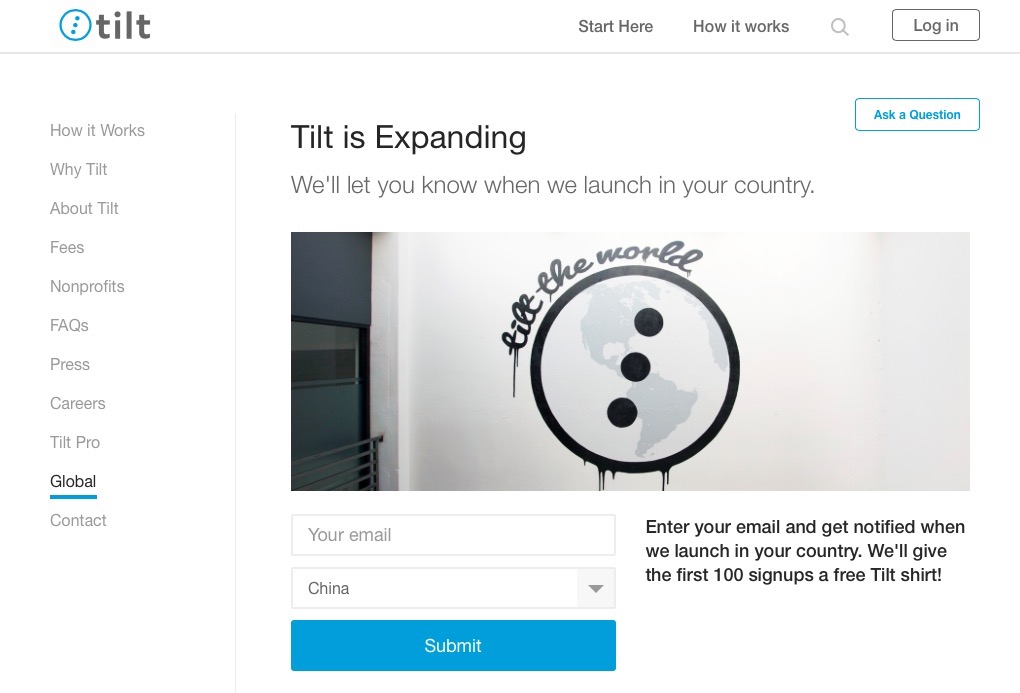 tilt
Start Here
How it works
Log in
How it Works
Why Tilt
About Tilt
Fees
Nonprofits
FAQs
Press
Careers
Tilt Pro
Global
Contact
Ask a Question
Tilt is Expanding
We'll let you know when we launch in your country.
tilt the world
Your email
China
Submit
Enter your email and get notified when
we launch in your country. We'll give
the first 100 signups a free Tilt shirt!